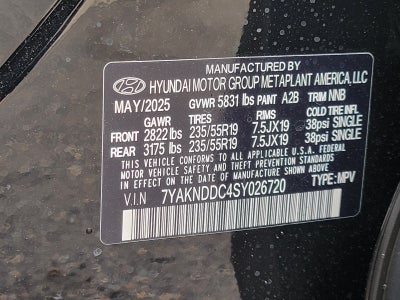 MANUFACTURED BY
HYUNDAI MOTOR GROUP METAPLANT AMERICA, LLC
MAY/2025 GVWR 5831 lbs PAINT A2B TRIM NNB
GAWR TIRES RIMS COLD TIRE INFL
FRONT 2822 lbs 235/55R19 7.5JX19 38psi SINGLE
REAR 3175 lbs 235/55R19 7.5JX19 38psi SINGLE
THIS VEHICLE CONFORMS TO ALL APPLICABLE U.S.A. FEDERAL
MOTOR VEHICLE SAFETY AND THEFT PREVENTION STANDARDS
IN EFFECT ON THE DATE OF MANUFACTURE SHOWN ABOVE.
V.I.N 7YAKNDDC4SY026720 TYPE: MPV